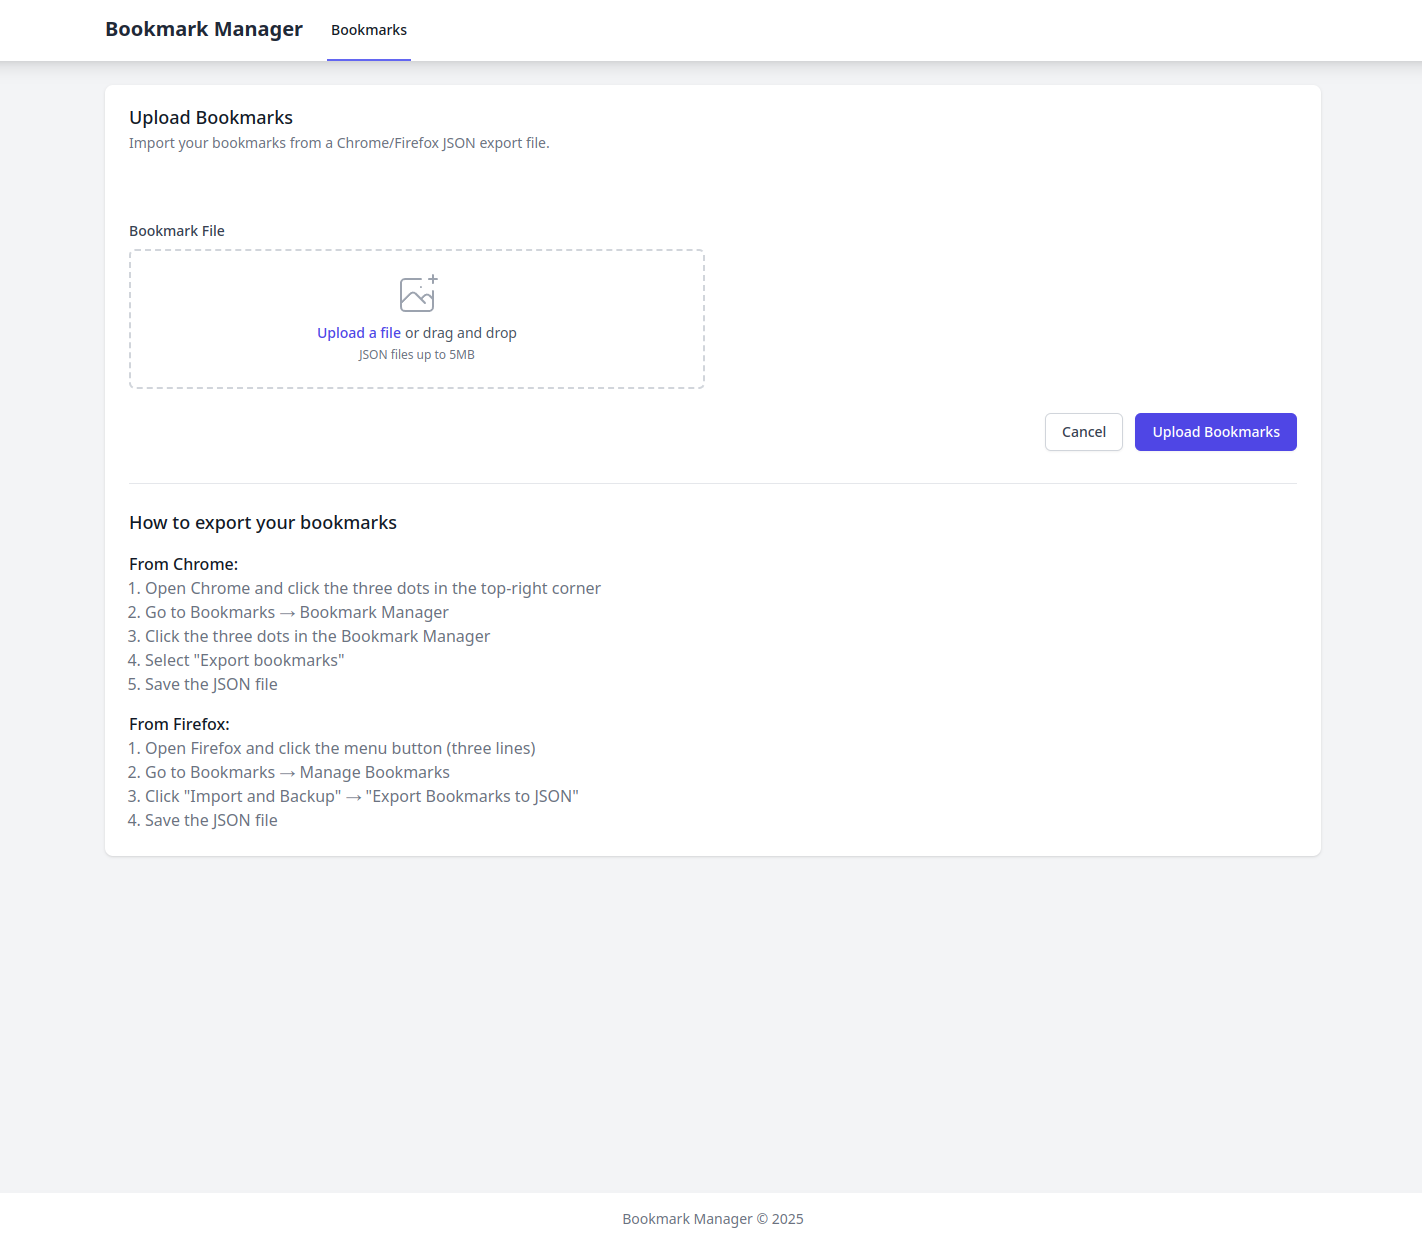 Bookmark Manager
Bookmarks
Upload Bookmarks
Import your bookmarks from a Chrome/Firefox JSON export file.
Bookmark File
Upload a file or drag and drop
JSON files up to 5MB
Cancel
Upload Bookmarks
How to export your bookmarks
From Chrome:
1. Open Chrome and click the three dots in the top-right corner
2. Go to Bookmarks → Bookmark Manager
3. Click the three dots in the Bookmark Manager
4. Select "Export bookmarks"
5. Save the JSON file
From Firefox:
1. Open Firefox and click the menu button (three lines)
2. Go to Bookmarks → Manage Bookmarks
3. Click "Import and Backup" → "Export Bookmarks to JSON"
4. Save the JSON file
Bookmark Manager © 2025